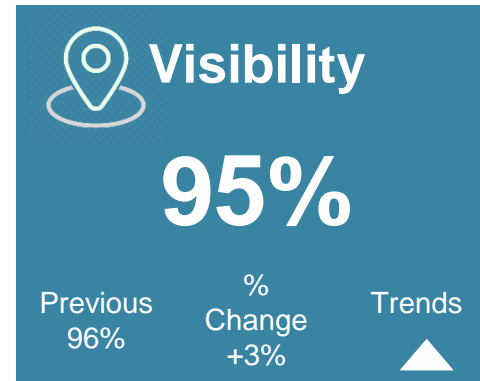 Visibility
95%
Previous
96%
%
Change
+3%
Trends